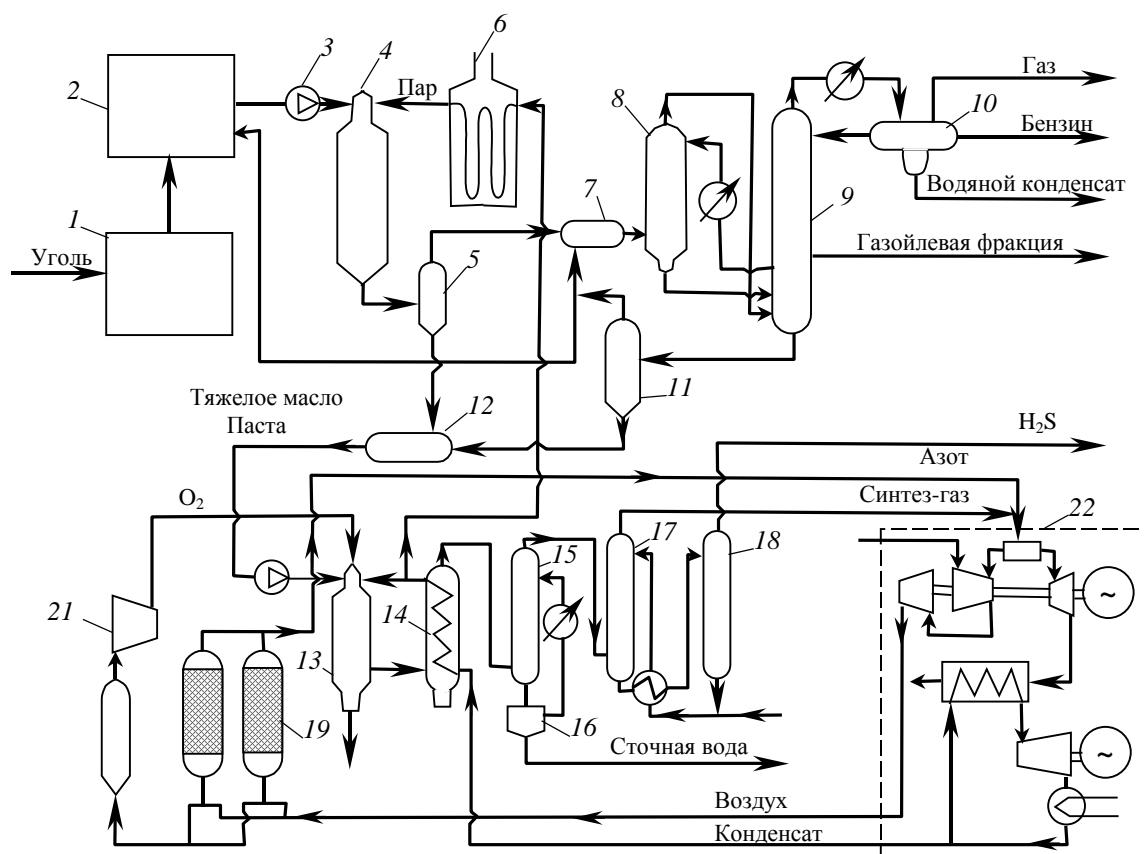 6
3
4
Газ
2
Пар
8
10
Бензин
Водяной конденсат
1
7
9
Уголь
5
Газойлевая фракция
11
Тяжелое масло
12
Паста
H₂S
Азот
O₂
Синтез-газ
22
17
15
18
21
14
~
13
19
16
Сточная вода
~
Воздух
Конденсат